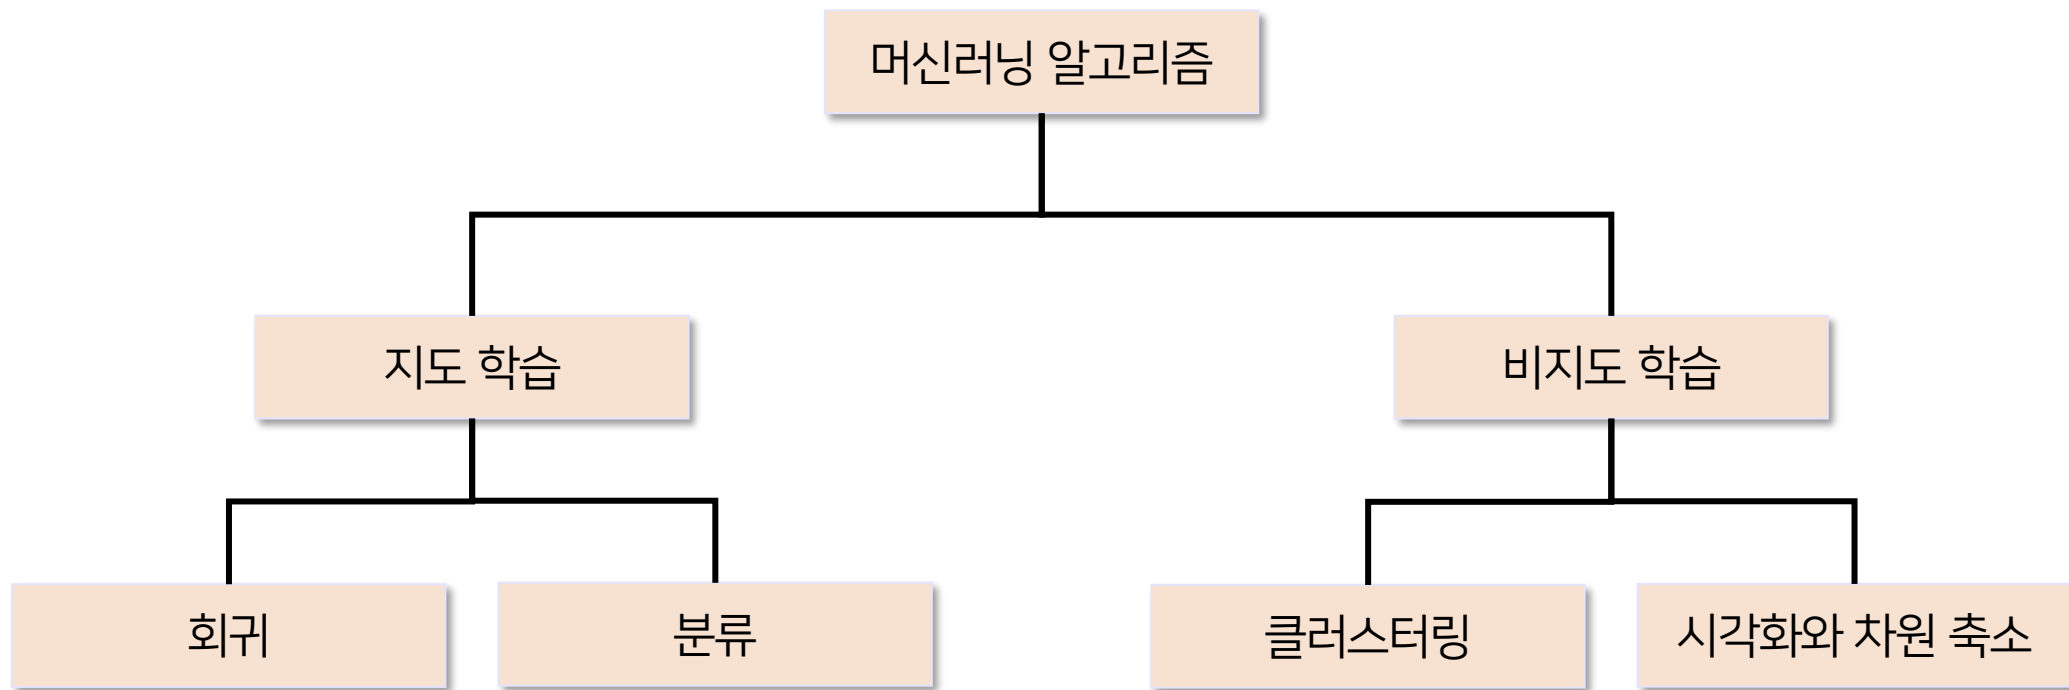 머신러닝 알고리즘
지도 학습
비지도 학습
회귀
분류
클러스터링
시각화와 차원 축소